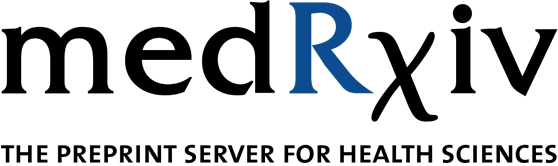 medRχiv
THE PREPRINT SERVER FOR HEALTH SCIENCES